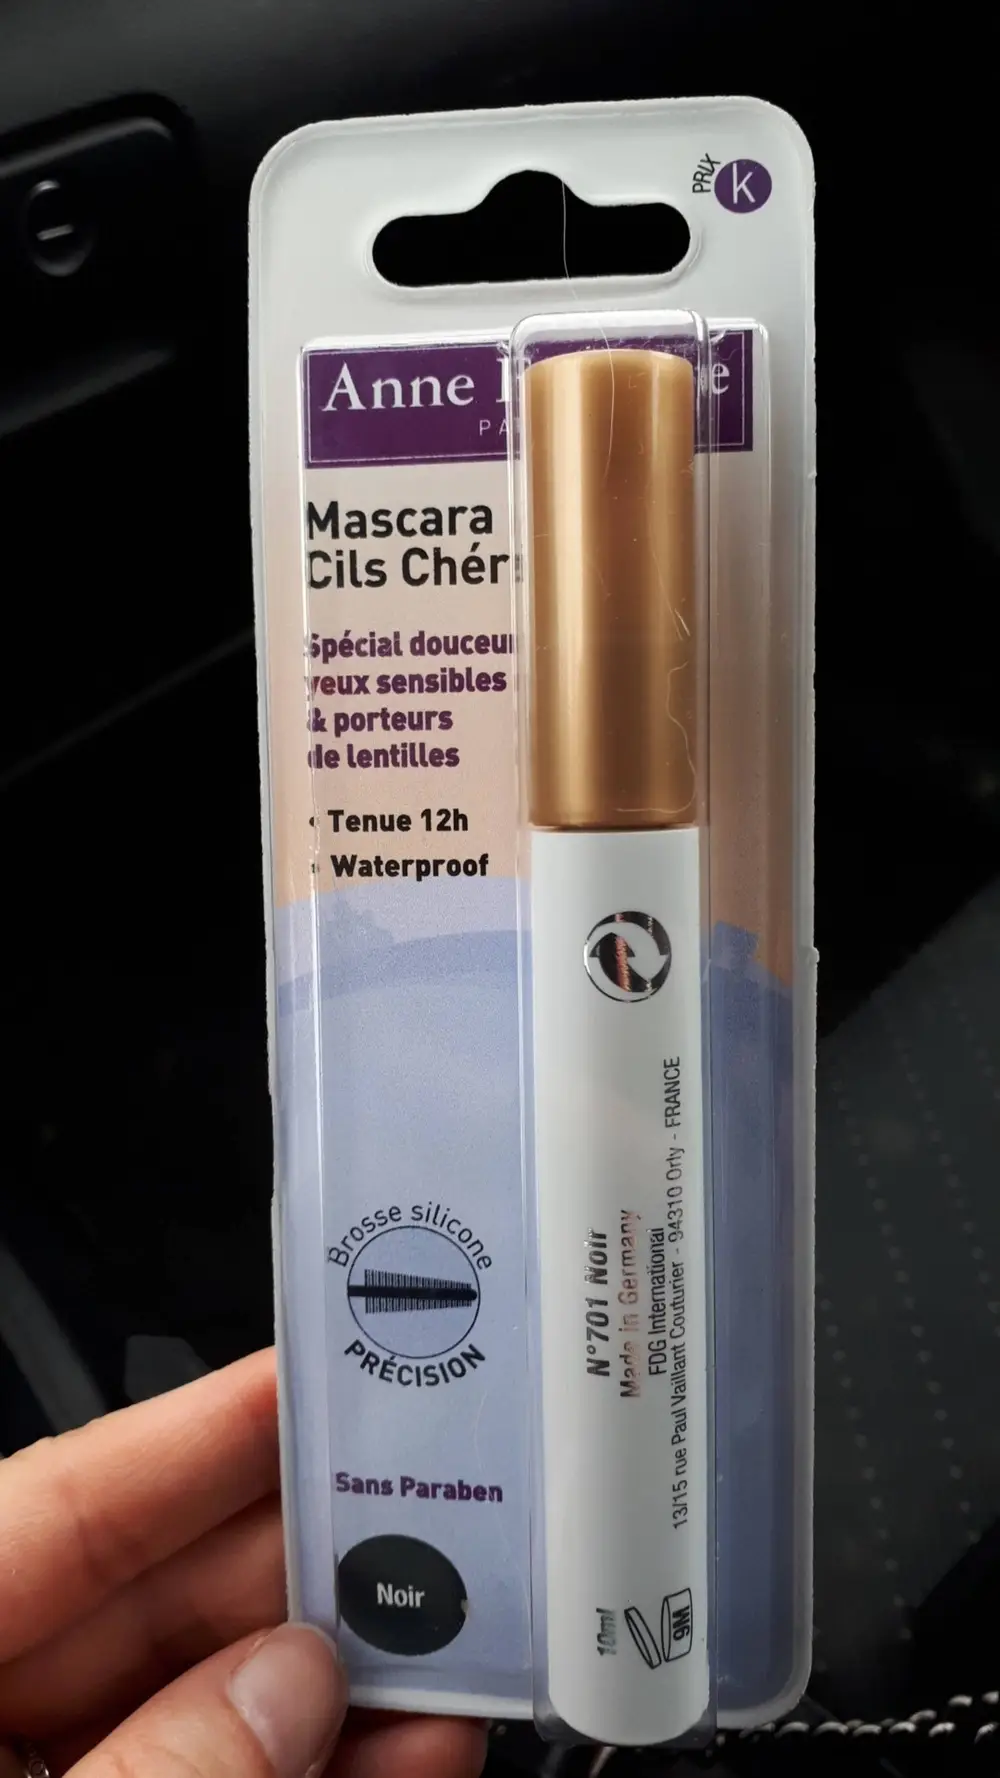 PRIX k
Anne
Mascara
Cils Chér
Spécial douceur
yeux sensibles
& porteurs
de lentilles
• Tenue 12h
• Waterproof
Brosse silicone
PRÉCISION
Sans Paraben
Noir
N°701 Noir
Made in Germany
FDG International
13/15 rue Paul Vaillant Couturier - 94310 Orly - FRANCE
10ml
9M